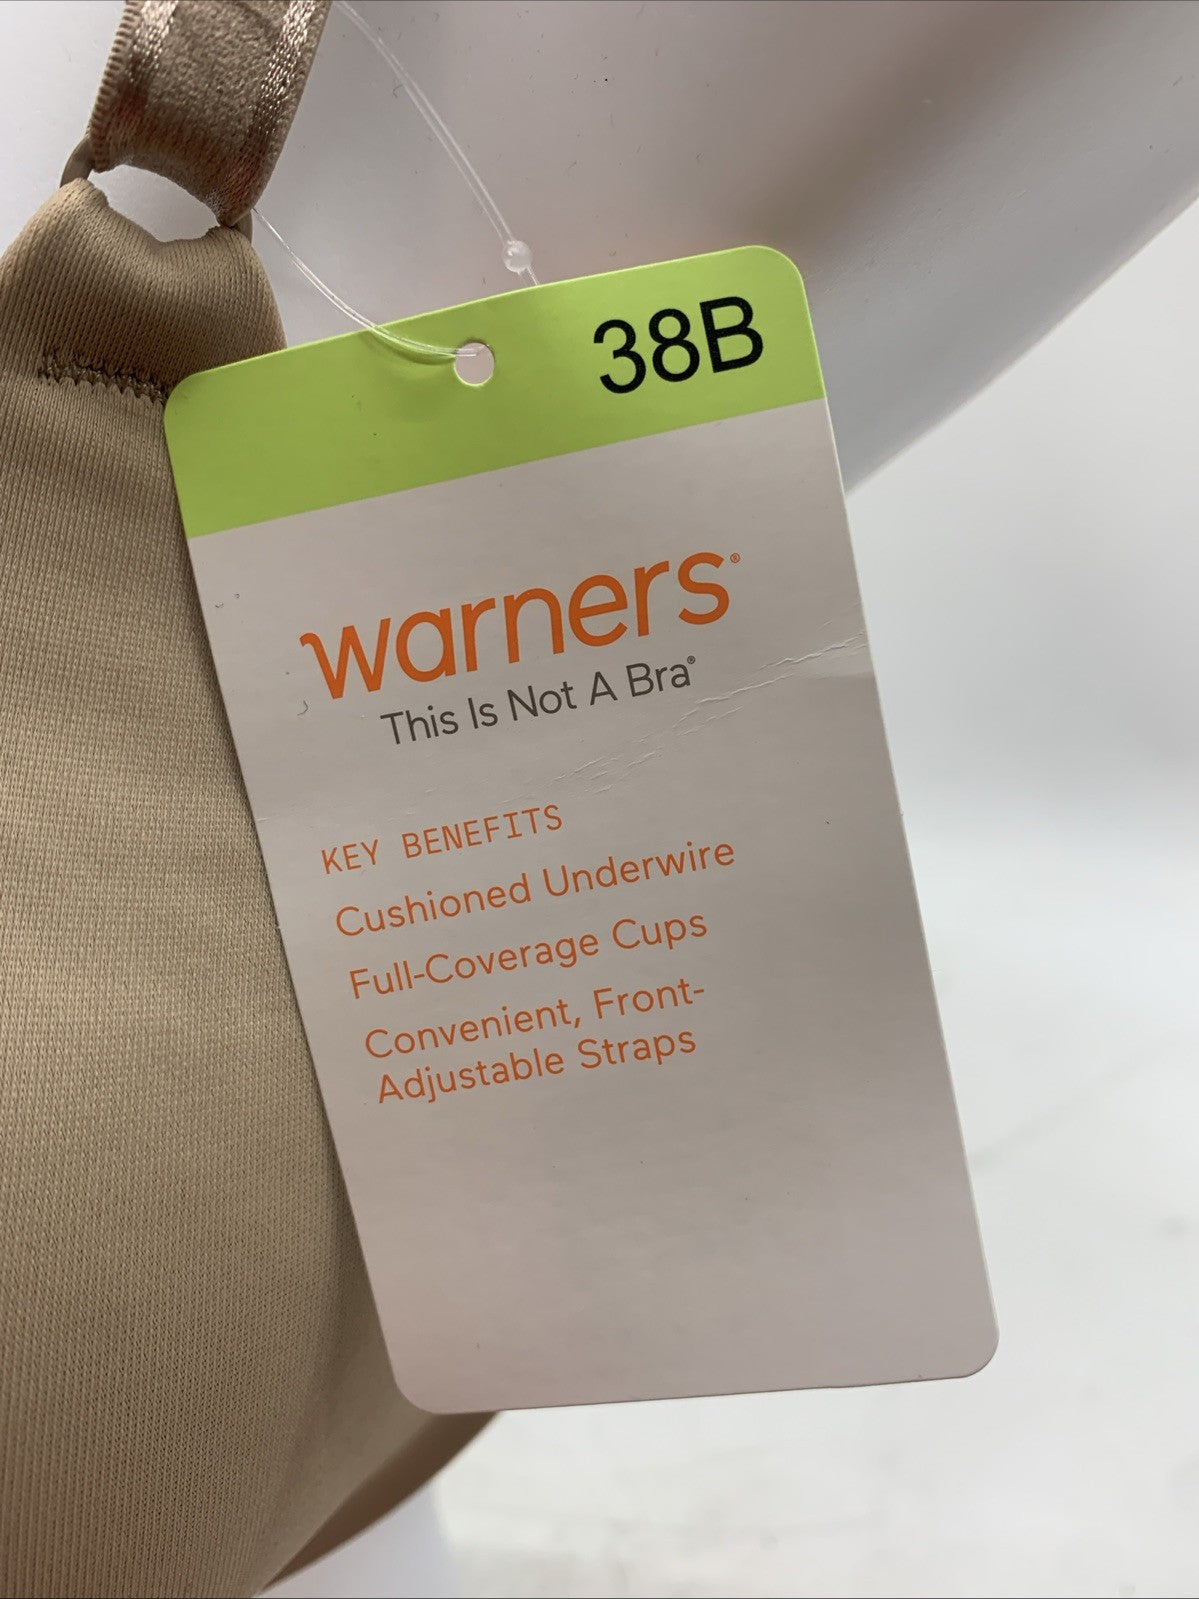 38B
warners®
This Is Not A Bra®
KEY BENEFITS
Cushioned Underwire
Full-Coverage Cups
Convenient, Front-
Adjustable Straps